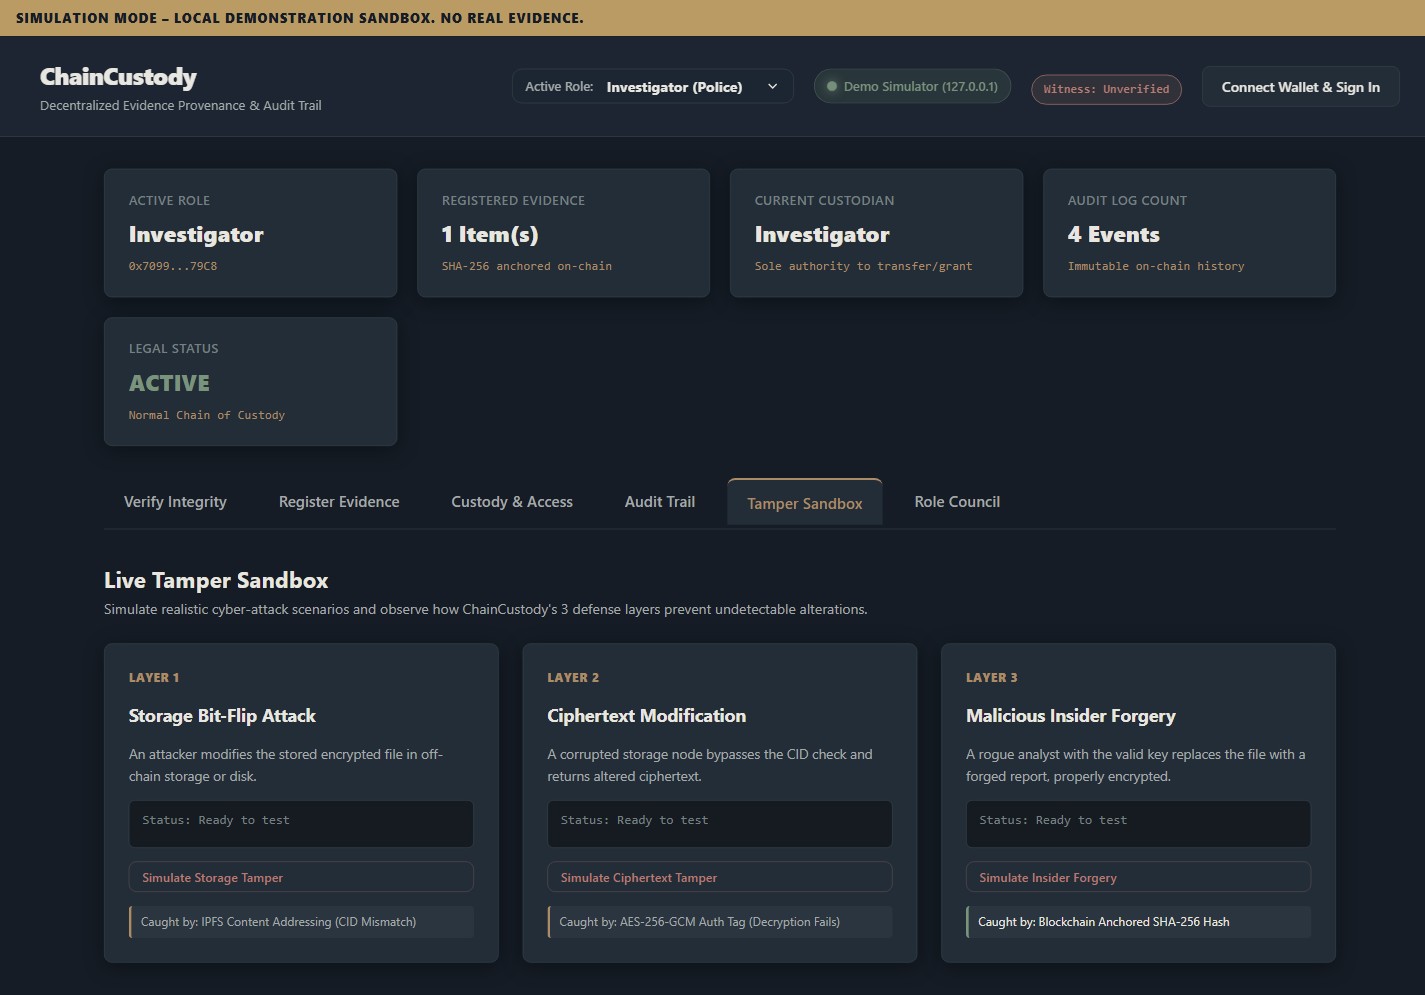 SIMULATION MODE – LOCAL DEMONSTRATION SANDBOX. NO REAL EVIDENCE.
ChainCustody
Decentralized Evidence Provenance & Audit Trail
Active Role: Investigator (Police)
Demo Simulator (127.0.0.1)
Witness: Unverified
Connect Wallet & Sign In
ACTIVE ROLE
Investigator
0x7099...79C8
REGISTERED EVIDENCE
1 Item(s)
SHA-256 anchored on-chain
CURRENT CUSTODIAN
Investigator
Sole authority to transfer/grant
AUDIT LOG COUNT
4 Events
Immutable on-chain history
LEGAL STATUS
ACTIVE
Normal Chain of Custody
Verify Integrity
Register Evidence
Custody & Access
Audit Trail
Tamper Sandbox
Role Council
Live Tamper Sandbox
Simulate realistic cyber-attack scenarios and observe how ChainCustody's 3 defense layers prevent undetectable alterations.
LAYER 1
Storage Bit-Flip Attack
An attacker modifies the stored encrypted file in off-
chain storage or disk.
Status: Ready to test
Simulate Storage Tamper
Caught by: IPFS Content Addressing (CID Mismatch)
LAYER 2
Ciphertext Modification
A corrupted storage node bypasses the CID check and
returns altered ciphertext.
Status: Ready to test
Simulate Ciphertext Tamper
Caught by: AES-256-GCM Auth Tag (Decryption Fails)
LAYER 3
Malicious Insider Forgery
A rogue analyst with the valid key replaces the file with a
forged report, properly encrypted.
Status: Ready to test
Simulate Insider Forgery
Caught by: Blockchain Anchored SHA-256 Hash